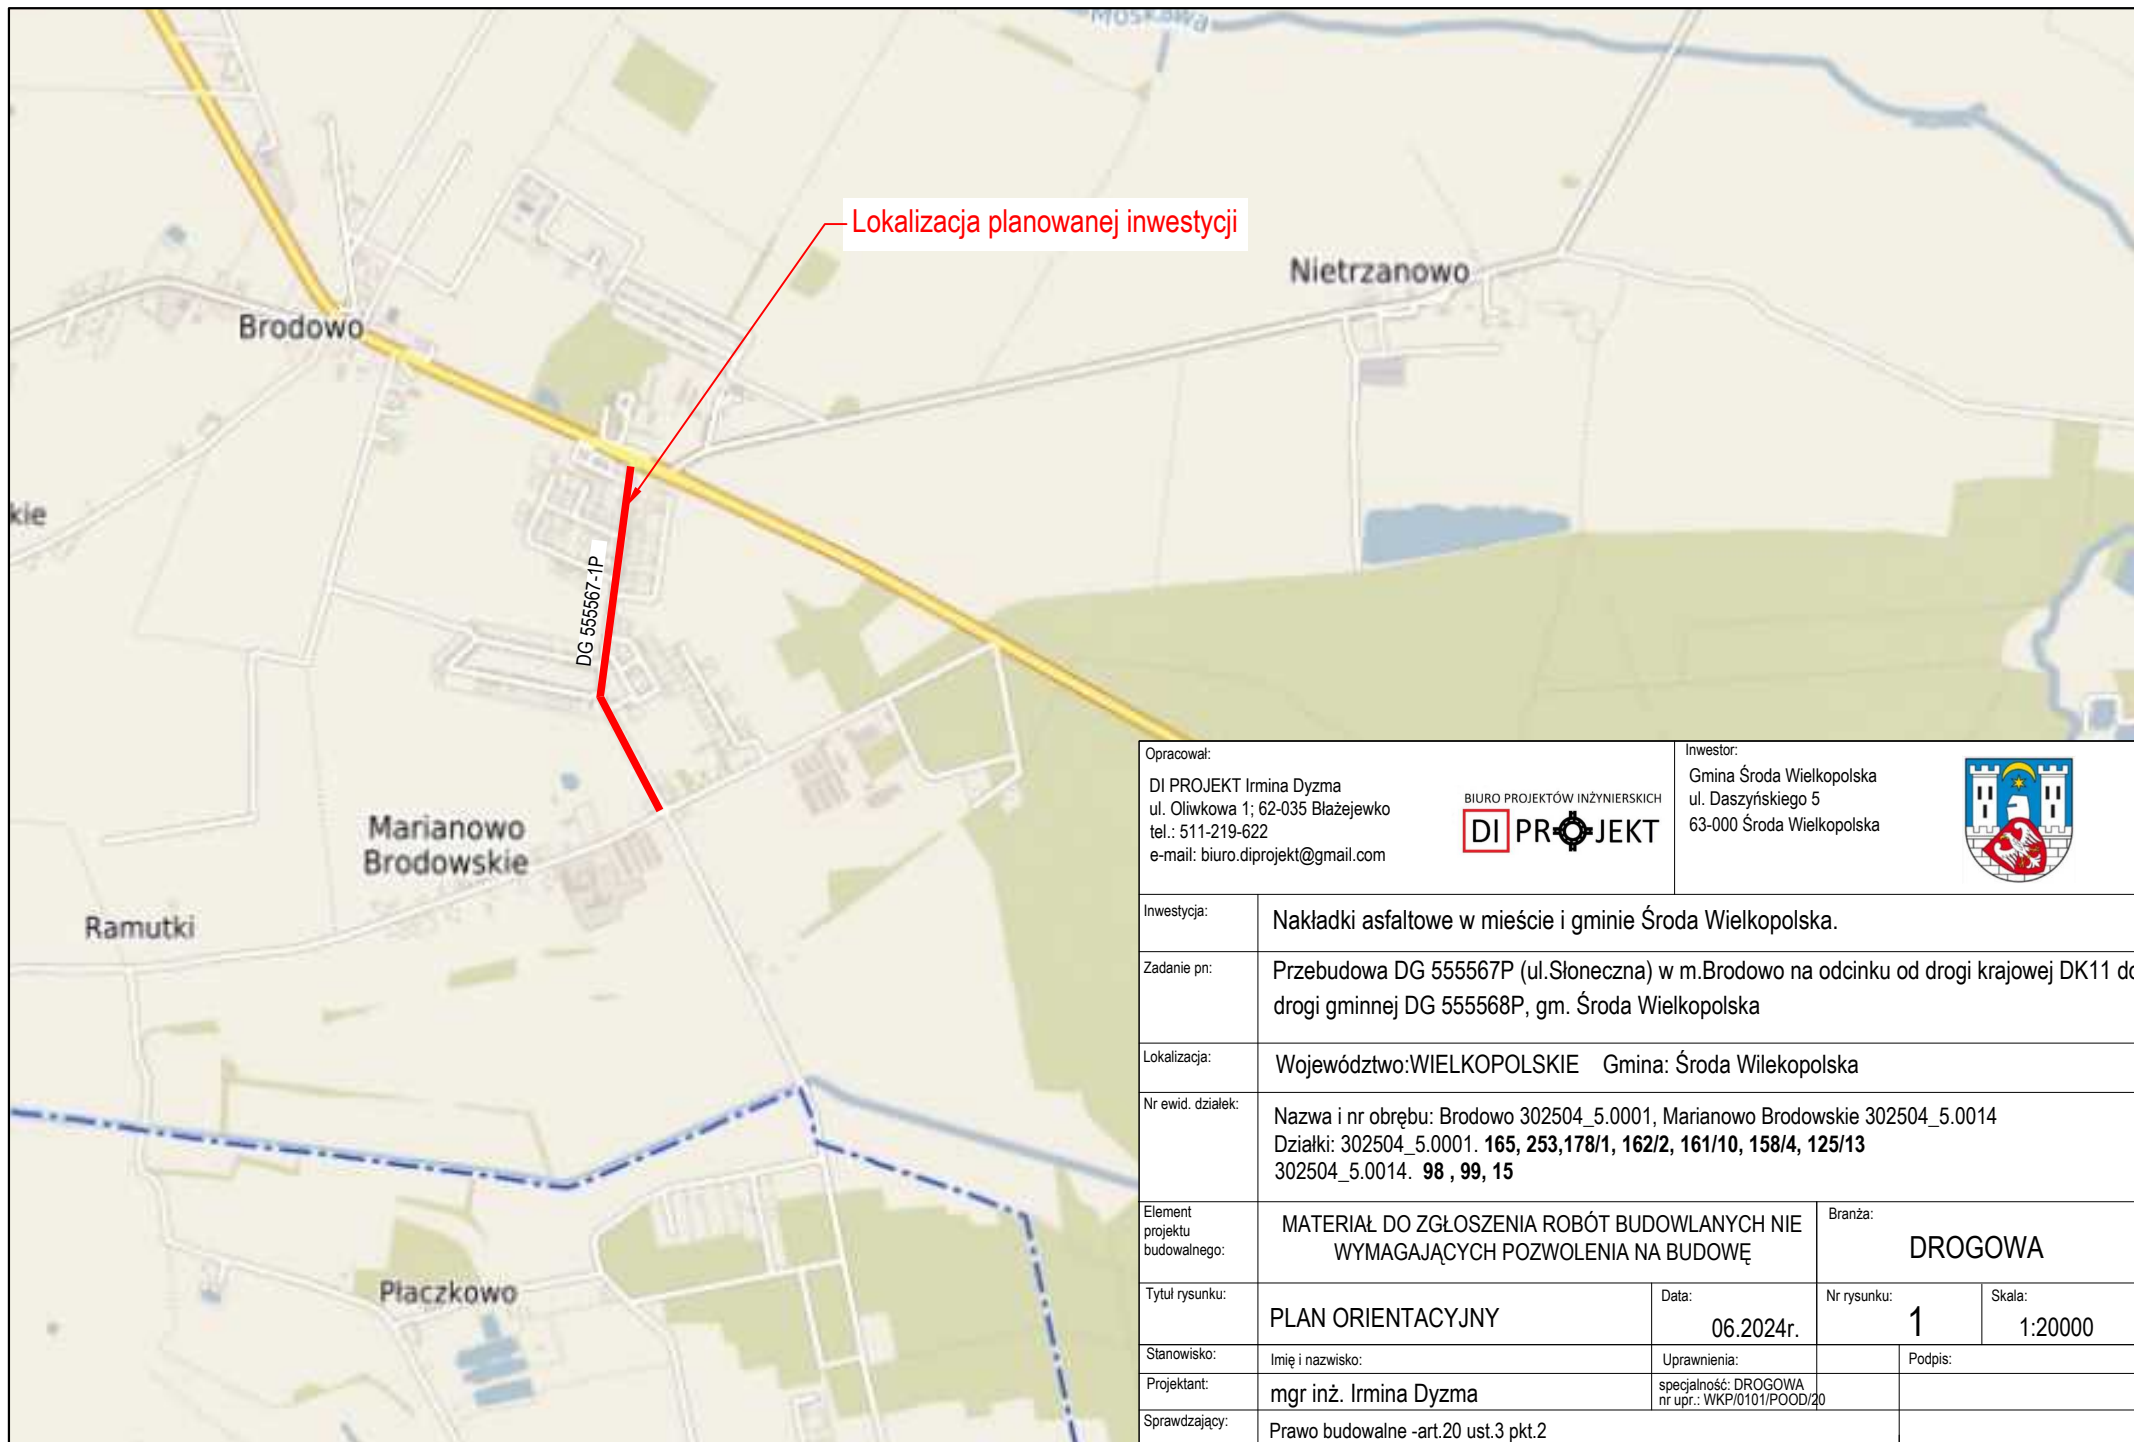 Moskawa
Lokalizacja planowanej inwestycji
Nietrzanowo
Brodowo
kie
DG 555567-1P
Marianowo
Brodowskie
Ramutki
Płaczkowo
Opracował:
DI PROJEKT Irmina Dyzma
ul. Oliwkowa 1; 62-035 Błażejewko
tel.: 511-219-622
e-mail: biuro.diprojekt@gmail.com
BIURO PROJEKTÓW INŻYNIERSKICH
DI PROJEKT
Inwestor:
Gmina Środa Wielkopolska
ul. Daszyńskiego 5
63-000 Środa Wielkopolska
Inwestycja:
Nakładki asfaltowe w mieście i gminie Środa Wielkopolska.
Zadanie pn:
Przebudowa DG 555567P (ul.Słoneczna) w m.Brodowo na odcinku od drogi krajowej DK11 do
drogi gminnej DG 555568P, gm. Środa Wielkopolska
Lokalizacja:
Województwo:WIELKOPOLSKIE Gmina: Środa Wilekopolska
Nr ewid. działek:
Nazwa i nr obrębu: Brodowo 302504_5.0001, Marianowo Brodowskie 302504_5.0014
Działki: 302504_5.0001. 165, 253,178/1, 162/2, 161/10, 158/4, 125/13
302504_5.0014. 98 , 99, 15
Element
projektu
budowalnego:
MATERIAŁ DO ZGŁOSZENIA ROBÓT BUDOWLANYCH NIE
WYMAGAJĄCYCH POZWOLENIA NA BUDOWĘ
Branża:
DROGOWA
Tytuł rysunku:
PLAN ORIENTACYJNY
Data:
06.2024r.
Nr rysunku:
1
Skala:
1:20000
Stanowisko:
Imię i nazwisko:
Uprawnienia:
Podpis:
Projektant:
mgr inż. Irmina Dyzma
specjalność: DROGOWA
nr upr.: WKP/0101/POOD/20
Sprawdzający:
Prawo budowalne -art.20 ust.3 pkt.2